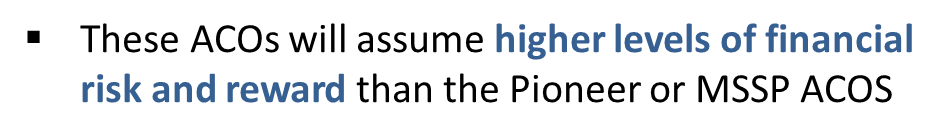 ▪ These ACOs will assume higher levels of financial
risk and reward than the Pioneer or MSSP ACOS